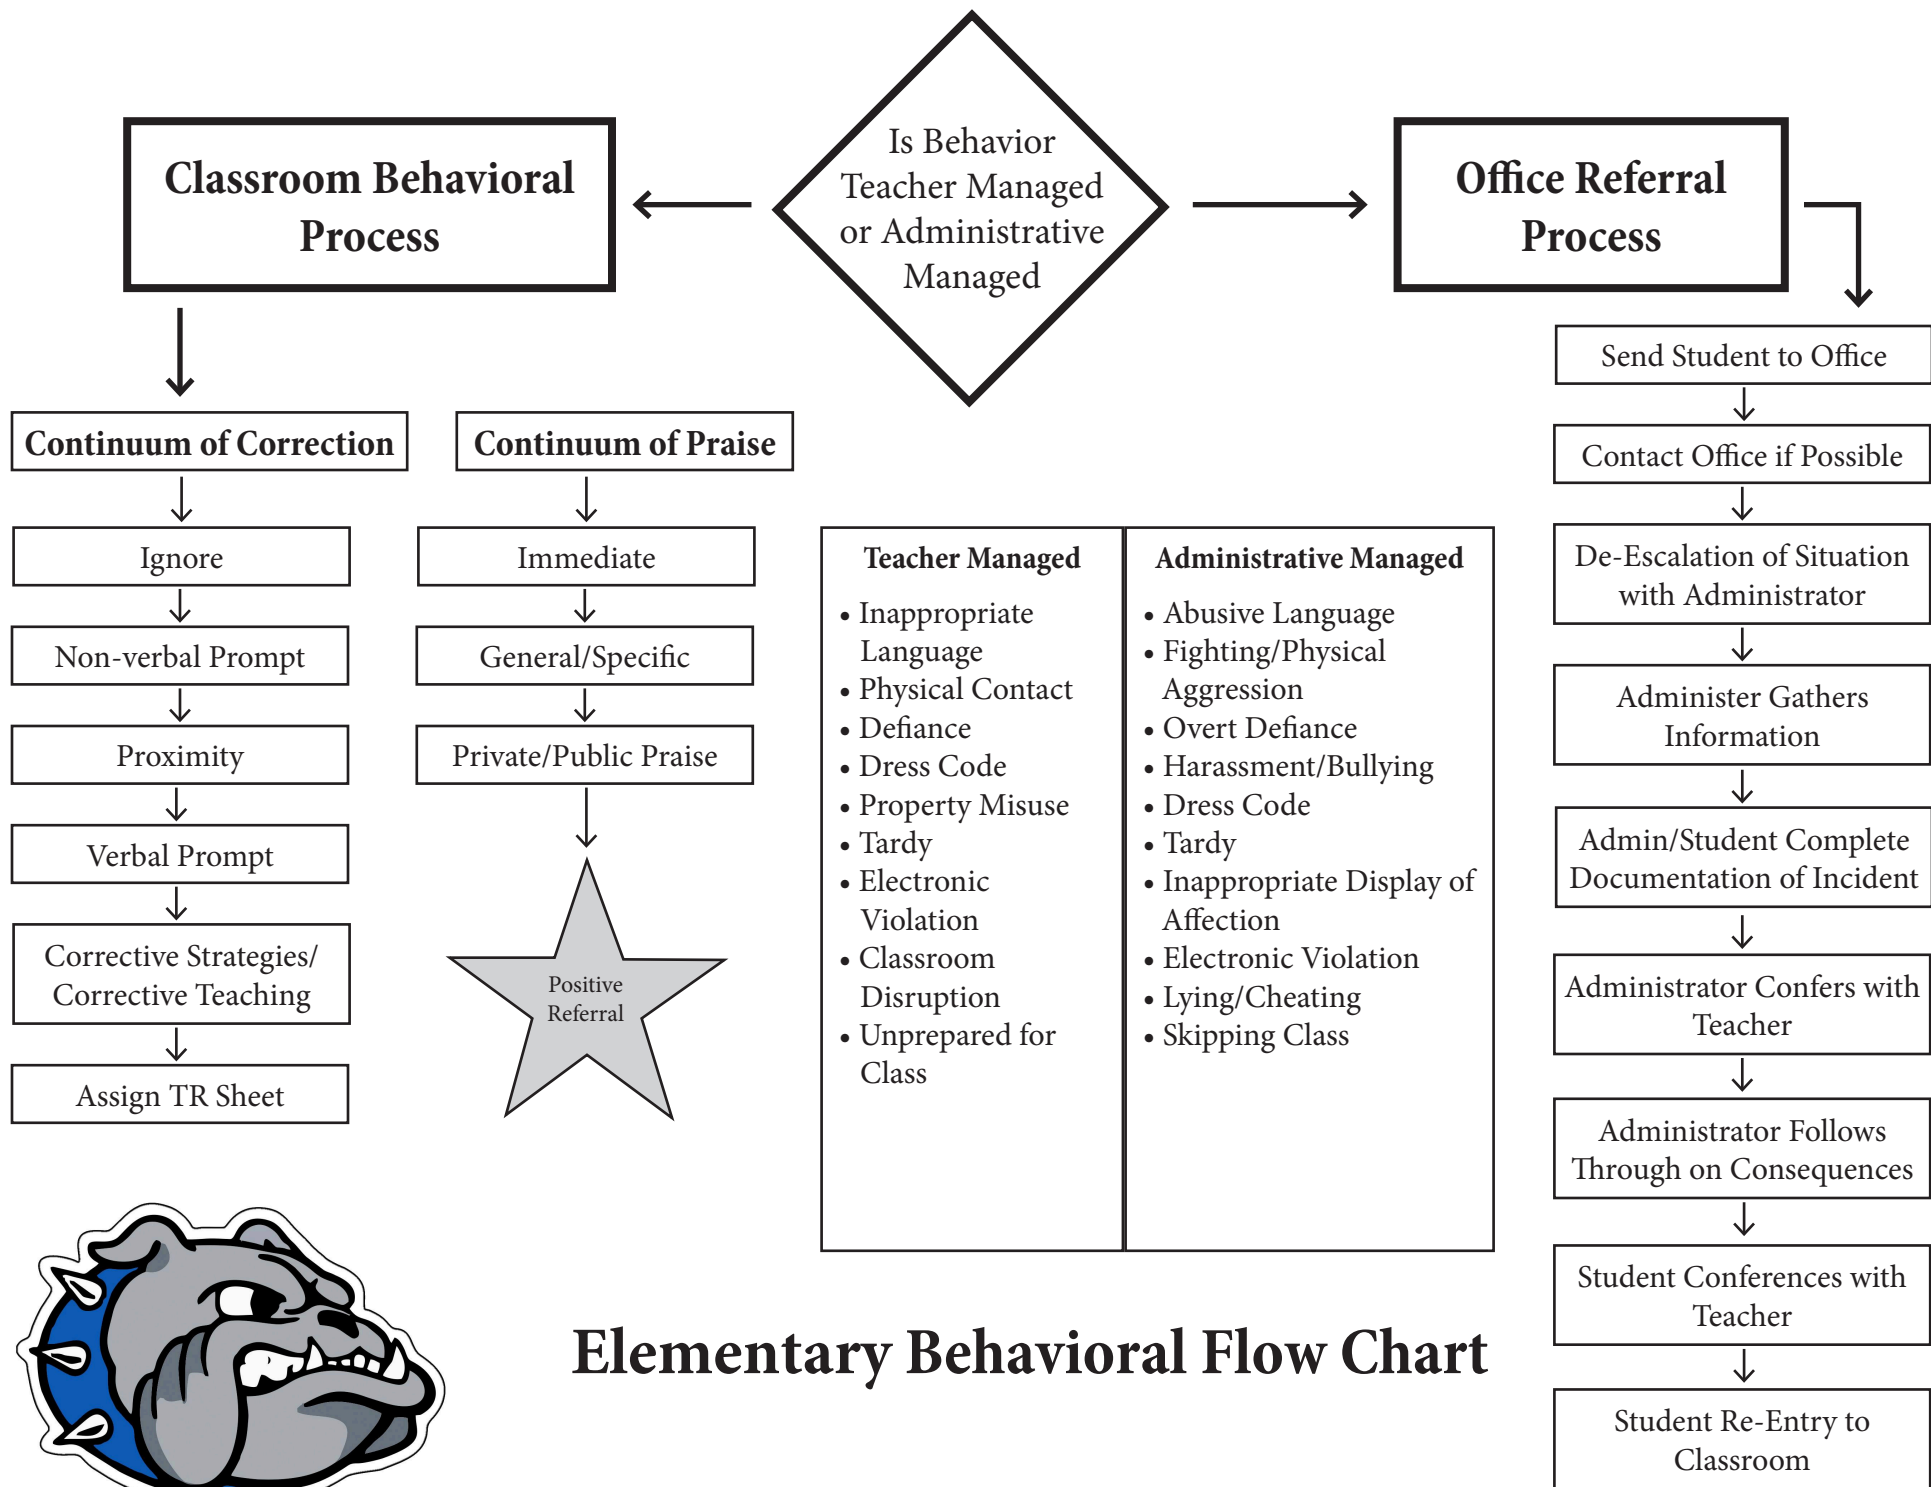 Is Behavior
Teacher Managed
or Administrative
Managed
Classroom Behavioral
Process
Office Referral
Process
Continuum of Correction
Ignore
Non-verbal Prompt
Proximity
Verbal Prompt
Corrective Strategies/
Corrective Teaching
Assign TR Sheet
Continuum of Praise
Immediate
General/Specific
Private/Public Praise
Positive
Referral
Teacher Managed
• Inappropriate
Language
• Physical Contact
• Defiance
• Dress Code
• Property Misuse
• Tardy
• Electronic
Violation
• Classroom
Disruption
• Unprepared for
Class
Administrative Managed
• Abusive Language
• Fighting/Physical
Aggression
• Overt Defiance
• Harassment/Bullying
• Dress Code
• Tardy
• Inappropriate Display of
Affection
• Electronic Violation
• Lying/Cheating
• Skipping Class
Send Student to Office
Contact Office if Possible
De-Escalation of Situation
with Administrator
Administer Gathers
Information
Admin/Student Complete
Documentation of Incident
Administrator Confers with
Teacher
Administrator Follows
Through on Consequences
Student Conferences with
Teacher
Student Re-Entry to
Classroom
Elementary Behavioral Flow Chart